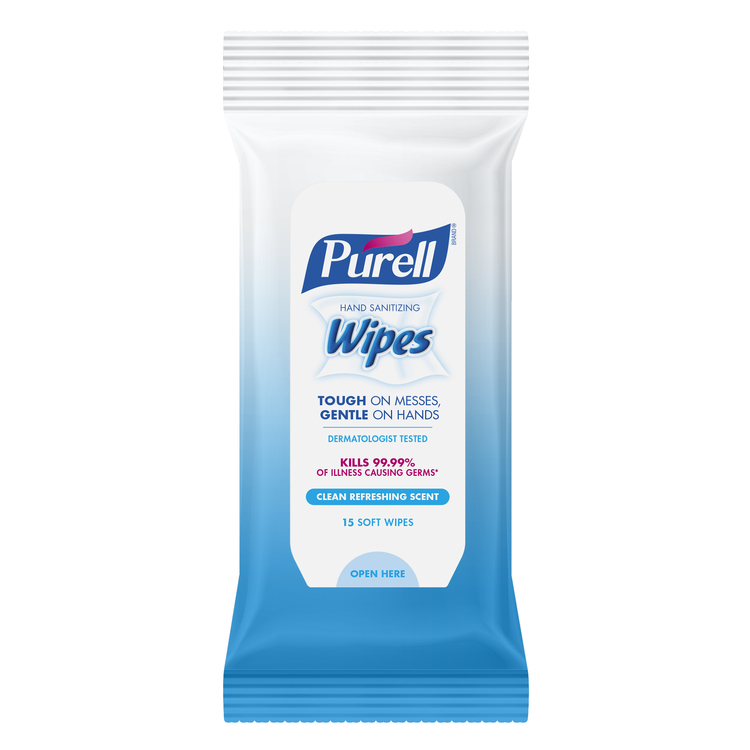 Purell
BRAND®
HAND SANITIZING
Wipes
TOUGH ON MESSES,
GENTLE ON HANDS
DERMATOLOGIST TESTED
KILLS 99.99%
OF ILLNESS CAUSING GERMS*
CLEAN REFRESHING SCENT
15 SOFT WIPES
OPEN HERE